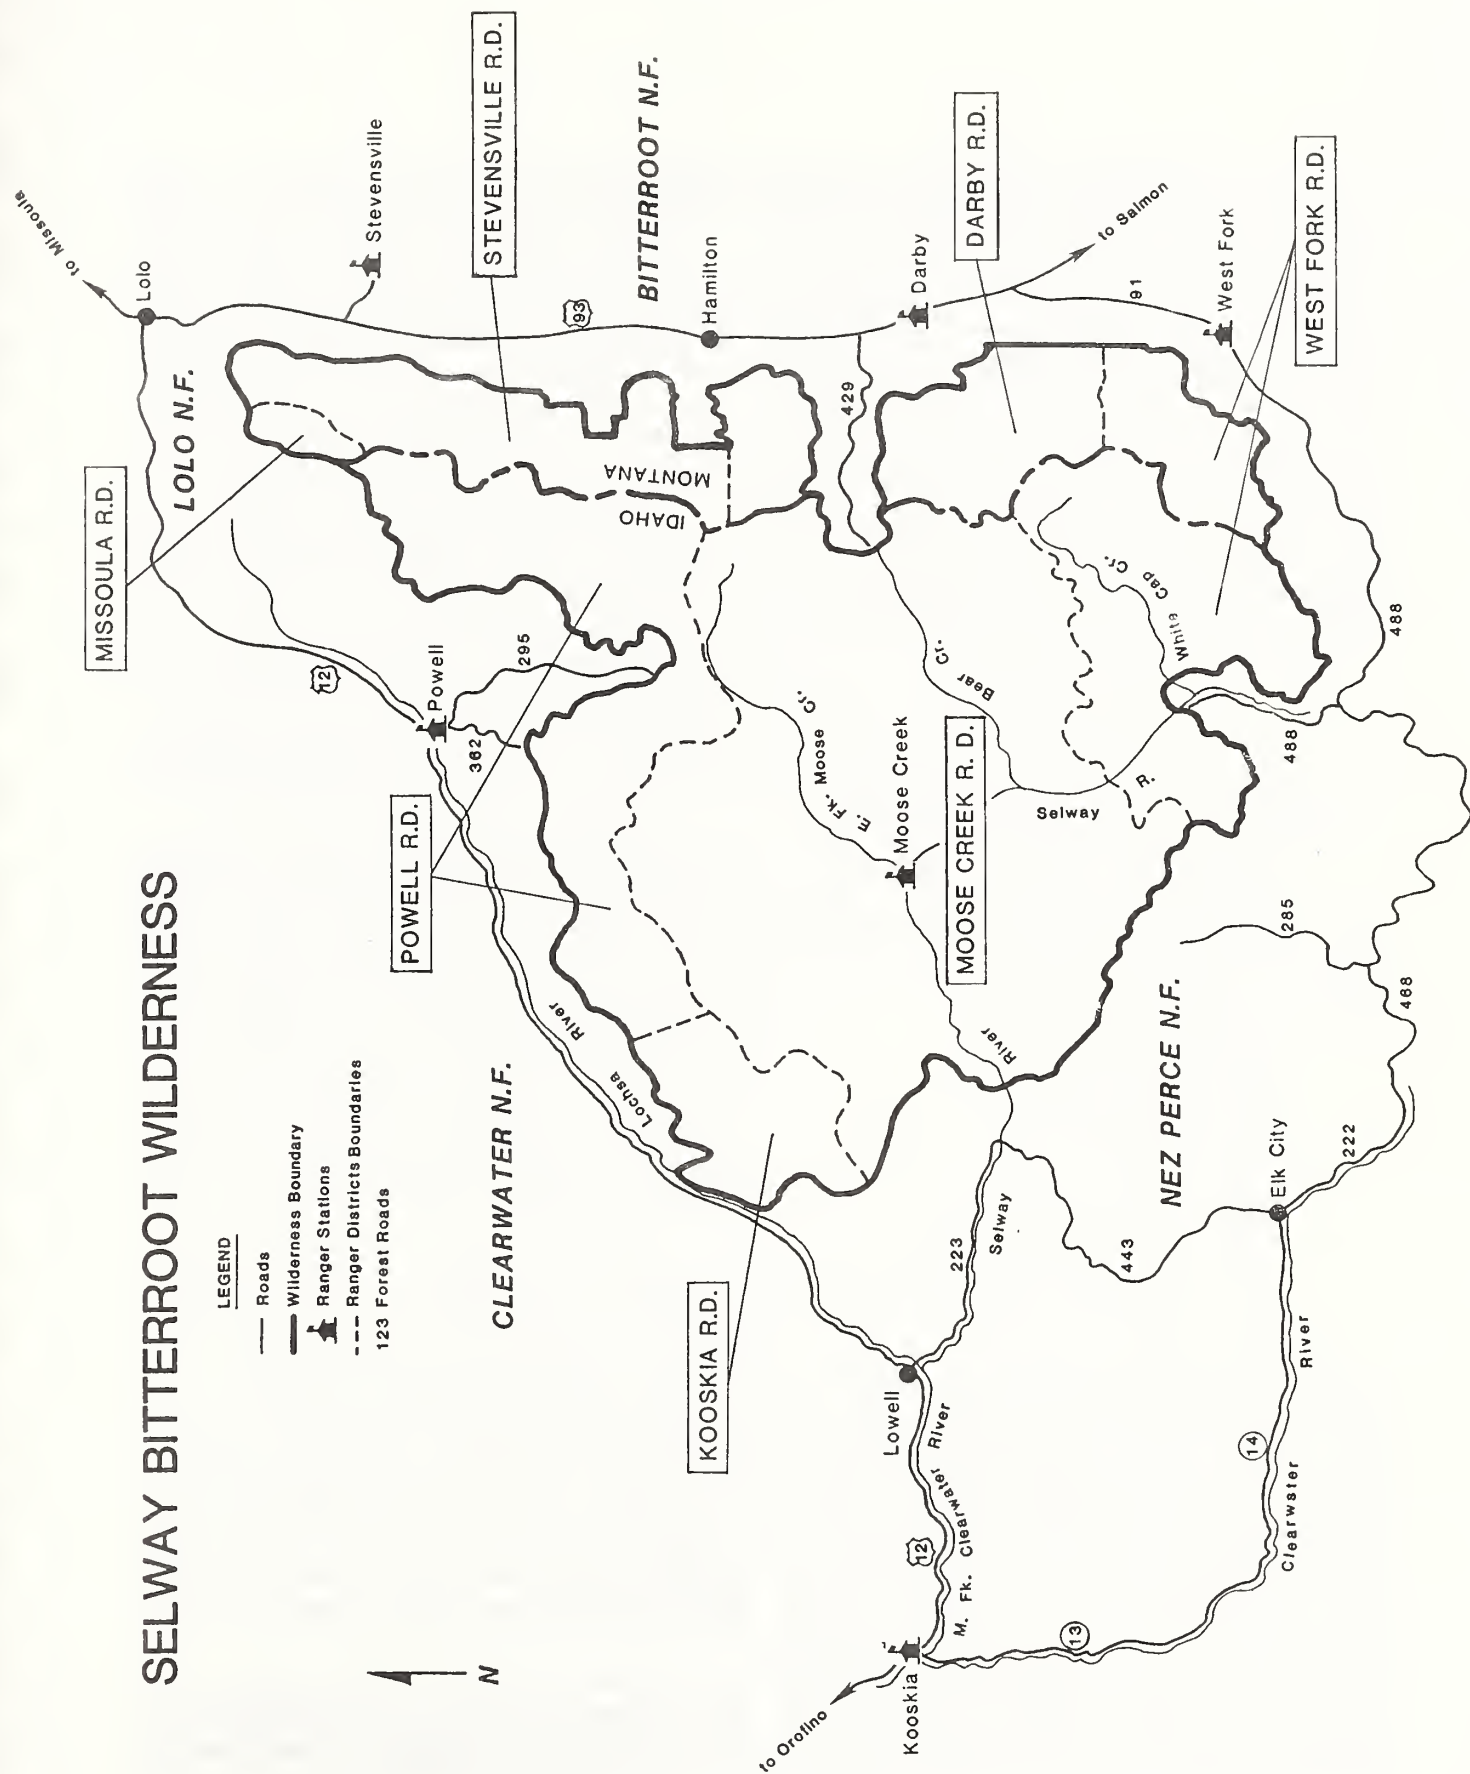 SELWAY BITTERROOT WILDERNESS
LEGEND
Roads
Wilderness Boundary
Ranger Stations
Ranger Districts Boundaries
123 Forest Roads
N
to Missoula
Lolo
Stevensville
STEVENSVILLE R.D.
BITTERROOT N.F.
LOLO N.F.
MISSOULA R.D.
93
Hamilton
Darby
DARBY R.D.
to Salmon
91
West Fork
WEST FORK R.D.
429
MONTANA
IDAHO
12
Powell
295
362
POWELL R.D.
CLEARWATER N.F.
Lochsa
River
E. Fk. Moose Cr.
Moose Creek
MOOSE CREEK R. D.
Bear Cr.
White Cap Cr.
Selway
R.
488
488
285
468
NEZ PERCE N.F.
River
Selway
223
443
Elk City
222
KOOSKIA R.D.
Lowell
M. Fk. Clearwater River
12
Kooskia
to Orofino
13
14
Clearwster
River